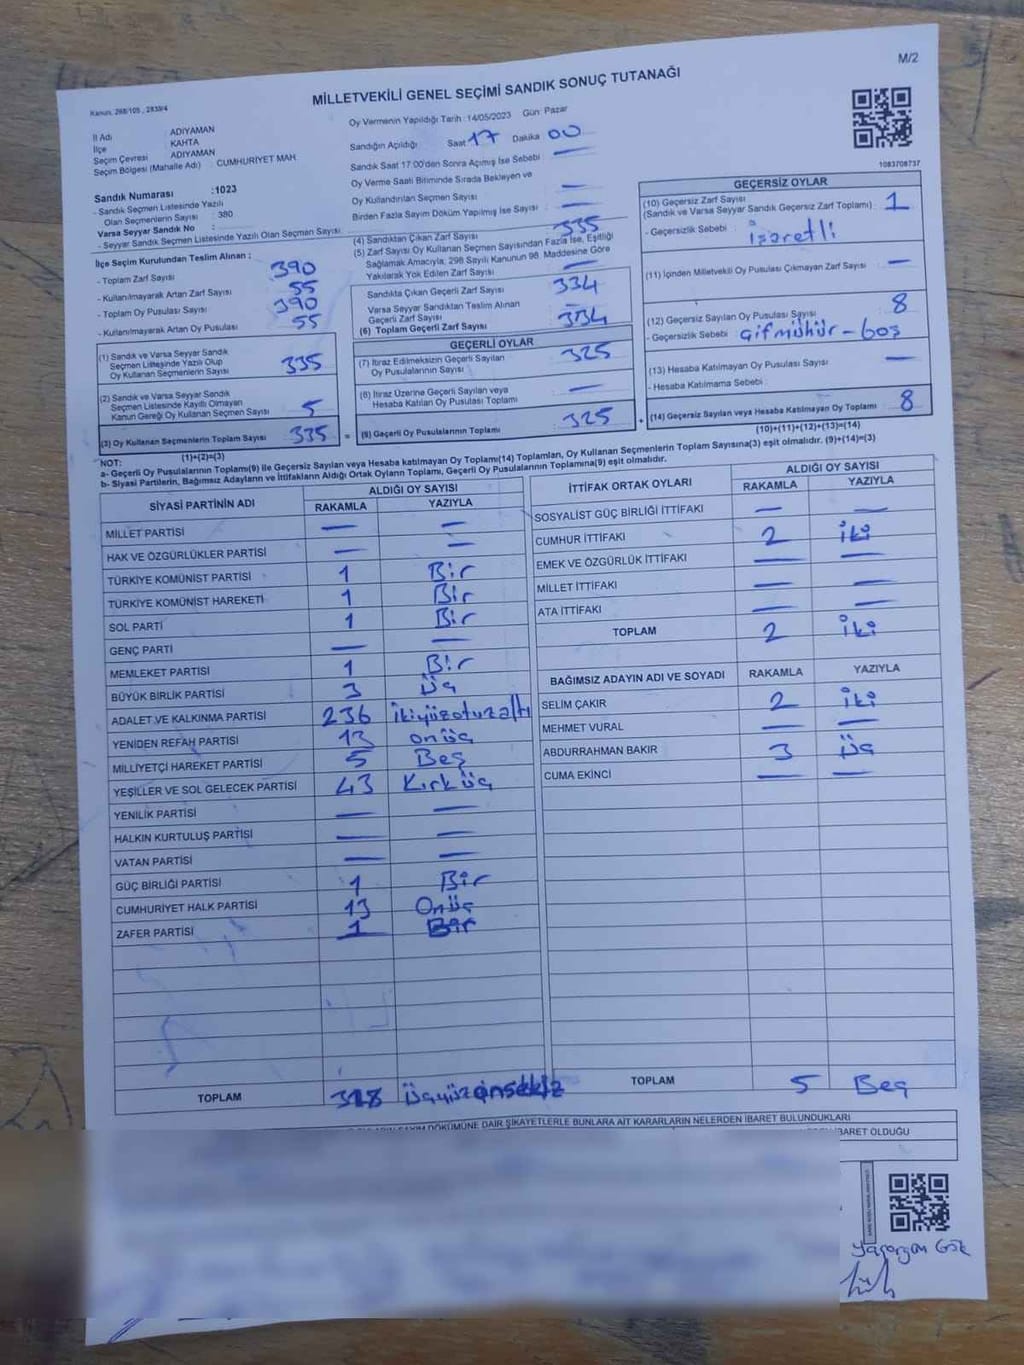 M/2
Kanun, 298/105 , 2839/4
MİLLETVEKİLİ GENEL SEÇİMİ SANDIK SONUÇ TUTANAĞI
İl Adı ADIYAMAN
İlçe KAHTA
Seçim Çevresi ADIYAMAN
Seçim Bölgesi (Mahalle Adı) CUMHURIYET MAH
Sandık Numarası :1023
- Sandık Seçmen Listesinde Yazılı
Olan Seçmenlerin Sayısı : 380
Varsa Seyyar Sandık No :
- Seyyar Sandık Seçmen Listesinde Yazılı Olan Seçmen Sayısı
Oy Vermenin Yapıldığı Tarih :14/05/2023 Gün: Pazar
Sandığın Açıldığı Saat 17 Dakika 00
Sandık Saat 17:00'den Sonra Açımış İse Sebebi —
Oy Verme Saati Bitiminde Sırada Bekleyen ve
Oy Kullandırılan Seçmen Sayısı —
Birden Fazla Sayım Döküm Yapılmış İse Sayısı —
1083708737
İlçe Seçim Kurulundan Teslim Alınan :
- Toplam Zarf Sayısı 390
- Kullanılmayarak Artan Zarf Sayısı 55
- Toplam Oy Pusulası Sayısı 390
- Kullanılmayarak Artan Oy Pusulası 55
(1) Sandık ve Varsa Seyyar Sandık
Seçmen Listesinde Yazılı Olup
Oy Kullanan Seçmenlerin Sayısı 335
(2) Sandık ve Varsa Seyyar Sandık
Seçmen Listesinde Kayıtlı Olmayan
Kanun Gereği Oy Kullanan Seçmen Sayısı 5
(3) Oy Kullanan Seçmenlerin Toplam Sayısı 335
(1)+(2)=(3)
(4) Sandıktan Çıkan Zarf Sayısı 335
(5) Zarf Sayısı Oy Kullanan Seçmen Sayısından Fazla İse, Eşitliği
Sağlamak Amacıyla, 298 Sayılı Kanunun 98. Maddesine Göre
Yakılarak Yok Edilen Zarf Sayısı —
Sandıkta Çıkan Geçerli Zarf Sayısı 334
Varsa Seyyar Sandıktan Teslim Alınan
Geçerli Zarf Sayısı —
(6) Toplam Geçerli Zarf Sayısı 334
GEÇERLİ OYLAR
(7) İtiraz Edilmeksizin Geçerli Sayılan
Oy Pusulalarının Sayısı 325
(8) İtiraz Üzerine Geçerli Sayılan veya
Hesaba Katılan Oy Pusulası Toplamı —
= (9) Geçerli Oy Pusulalarının Toplamı 325 +
GEÇERSİZ OYLAR
(10) Geçersiz Zarf Sayısı
(Sandık ve Varsa Seyyar Sandık Geçersiz Zarf Toplamı) 1
- Geçersizlik Sebebi : işaretli
(11) İçinden Milletvekili Oy Pusulası Çıkmayan Zarf Sayısı —
(12) Geçersiz Sayılan Oy Pusulası Sayısı 8
- Geçersizlik Sebebi : Çifmühür - boş
(13) Hesaba Katılmayan Oy Pusulası Sayısı —
- Hesaba Katılmama Sebebi :
(14) Geçersiz Sayılan veya Hesaba Katılmayan Oy Toplamı 8
(10)+(11)+(12)+(13)=(14)
NOT:
a- Geçerli Oy Pusulalarının Toplamı(9) ile Geçersiz Sayılan veya Hesaba katılmayan Oy Toplamı(14) Toplamları, Oy Kullanan Seçmenlerin Toplam Sayısına(3) eşit olmalıdır. (9)+(14)=(3)
b- Siyasi Partilerin, Bağımsız Adayların ve İttifakların Aldığı Ortak Oyların Toplamı, Geçerli Oy Pusulalarının Toplamına(9) eşit olmalıdır.
SİYASİ PARTİNİN ADI ALDIĞI OY SAYISI
RAKAMLA YAZIYLA
MİLLET PARTİSİ — —
HAK VE ÖZGÜRLÜKLER PARTİSİ — —
TÜRKİYE KOMÜNİST PARTİSİ 1 Bir
TÜRKİYE KOMÜNİST HAREKETİ 1 Bir
SOL PARTİ 1 Bir
GENÇ PARTİ — —
MEMLEKET PARTİSİ 1 Bir
BÜYÜK BİRLİK PARTİSİ 3 Üç
ADALET VE KALKINMA PARTİSİ 236 ikiyüzotuzaltı
YENİDEN REFAH PARTİSİ 13 onüç
MİLLİYETÇİ HAREKET PARTİSİ 5 Beş
YEŞİLLER VE SOL GELECEK PARTİSİ 43 Kırküç
YENİLİK PARTİSİ — —
HALKIN KURTULUŞ PARTİSİ — —
VATAN PARTİSİ — —
GÜÇ BİRLİĞİ PARTİSİ 1 Bir
CUMHURİYET HALK PARTİSİ 13 Onüç
ZAFER PARTİSİ 1 Bir
TOPLAM 318 Üçyüzonsekiz
İTTİFAK ORTAK OYLARI ALDIĞI OY SAYISI
RAKAMLA YAZIYLA
SOSYALİST GÜÇ BİRLİĞİ İTTİFAKI — —
CUMHUR İTTİFAKI 2 iki
EMEK VE ÖZGÜRLÜK İTTİFAKI — —
MİLLET İTTİFAKI — —
ATA İTTİFAKI — —
TOPLAM 2 iki
BAĞIMSIZ ADAYIN ADI VE SOYADI RAKAMLA YAZIYLA
SELİM ÇAKIR 2 iki
MEHMET VURAL — —
ABDURRAHMAN BAKIR 3 Üç
CUMA EKİNCİ — —
TOPLAM 5 Beş
DÖKÜMÜNE DAİR ŞİKAYETLERLE BUNLARA AİT KARARLARIN NELERDEN İBARET BULUNDUKLARI
İBARET OLDUĞU